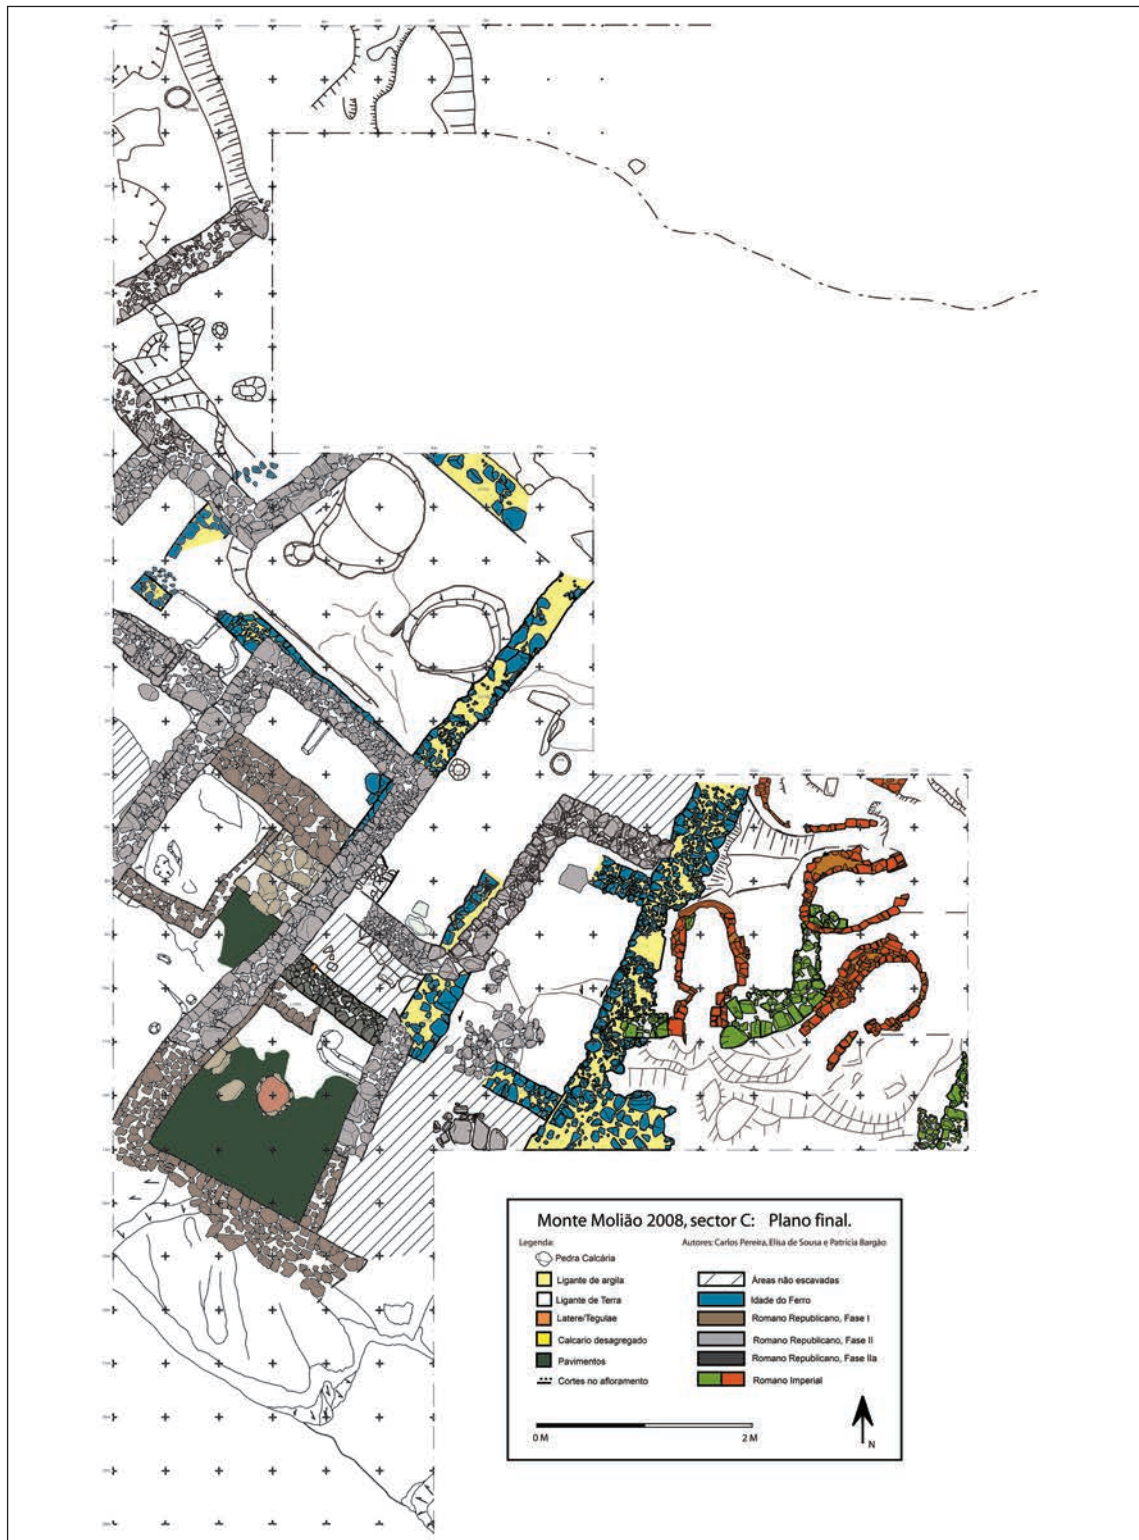 Monte Molião 2008, sector C: Plano final.
Legenda:
Autores: Carlos Pereira, Elisa de Sousa e Patrícia Bargão
Pedra Calcária
Ligante de argila
Ligante de Terra
Latere/Tegulae
Calcario desagregado
Pavimentos
Cortes no afloramento
Áreas não escavadas
Idade do Ferro
Romano Republicano, Fase I
Romano Republicano, Fase II
Romano Republicano, Fase IIa
Romano Imperial
0 M
2 M
N